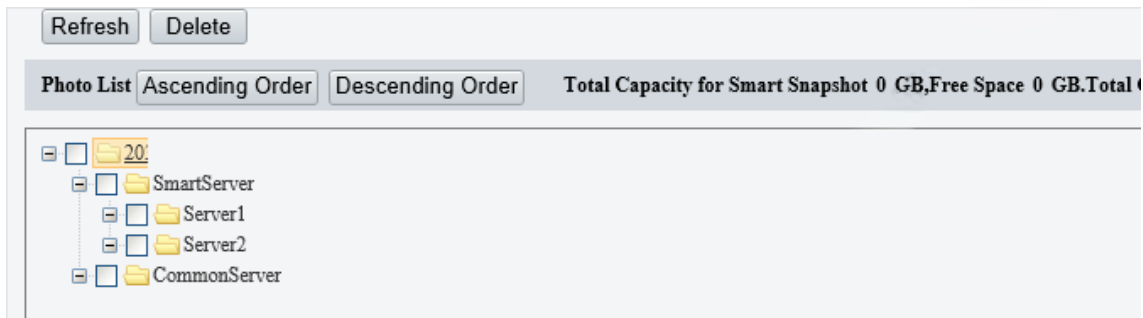 Refresh Delete
Photo List Ascending Order Descending Order Total Capacity for Smart Snapshot 0 GB,Free Space 0 GB.Total
SmartServer
Server1
Server2
CommonServer